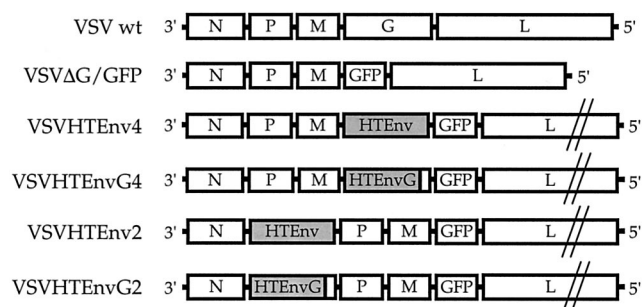 VSV wt 3' N P M G L 5'
VSVΔG/GFP 3' N P M GFP L 5'
VSVHTEnv4 3' N P M HTEnv GFP L 5'
VSVHTEnvG4 3' N P M HTEnvG GFP L 5'
VSVHTEnv2 3' N HTEnv P M GFP L 5'
VSVHTEnvG2 3' N HTEnvG P M GFP L 5'